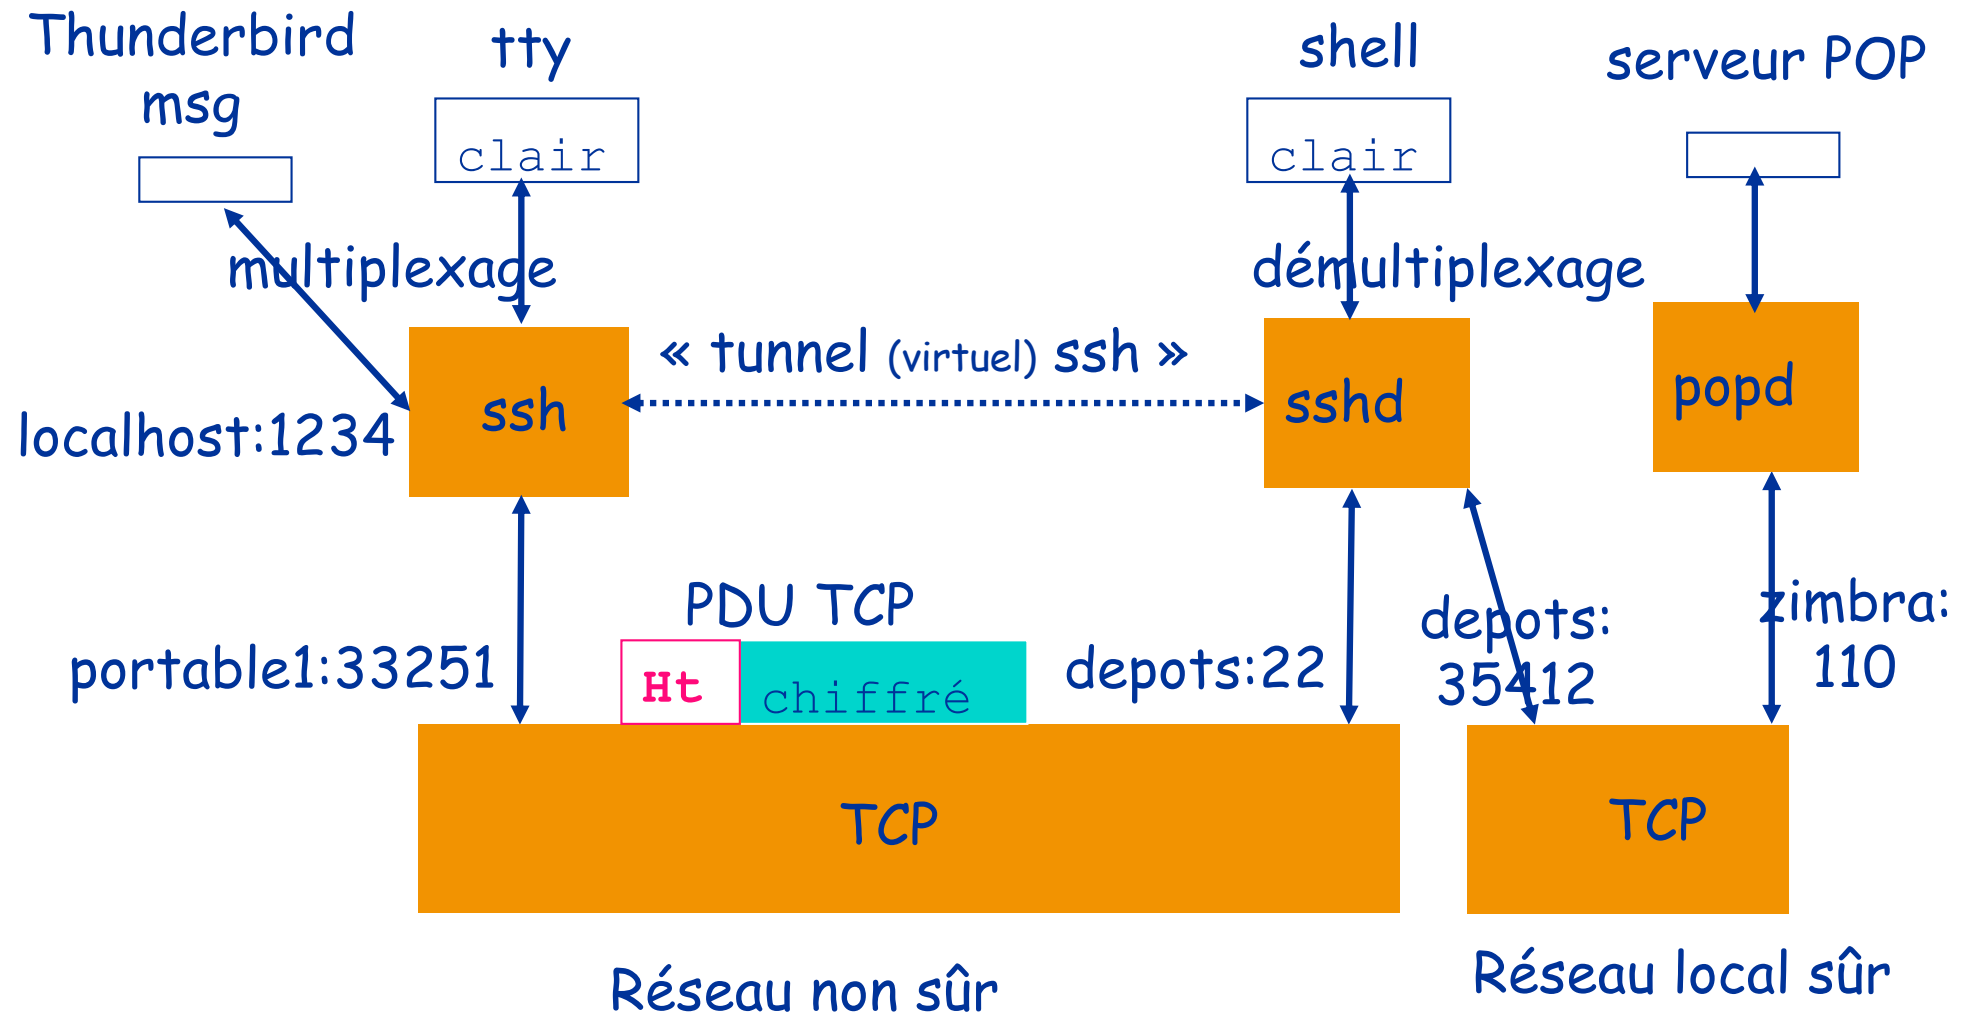 Thunderbird
msg
tty
clair
shell
clair
serveur POP
multiplexage
démultiplexage
« tunnel (virtuel) ssh »
ssh
sshd
popd
localhost:1234
PDU TCP
portable1:33251
Ht
chiffré
depots:22
depots:
35412
zimbra:
110
TCP
TCP
Réseau non sûr
Réseau local sûr